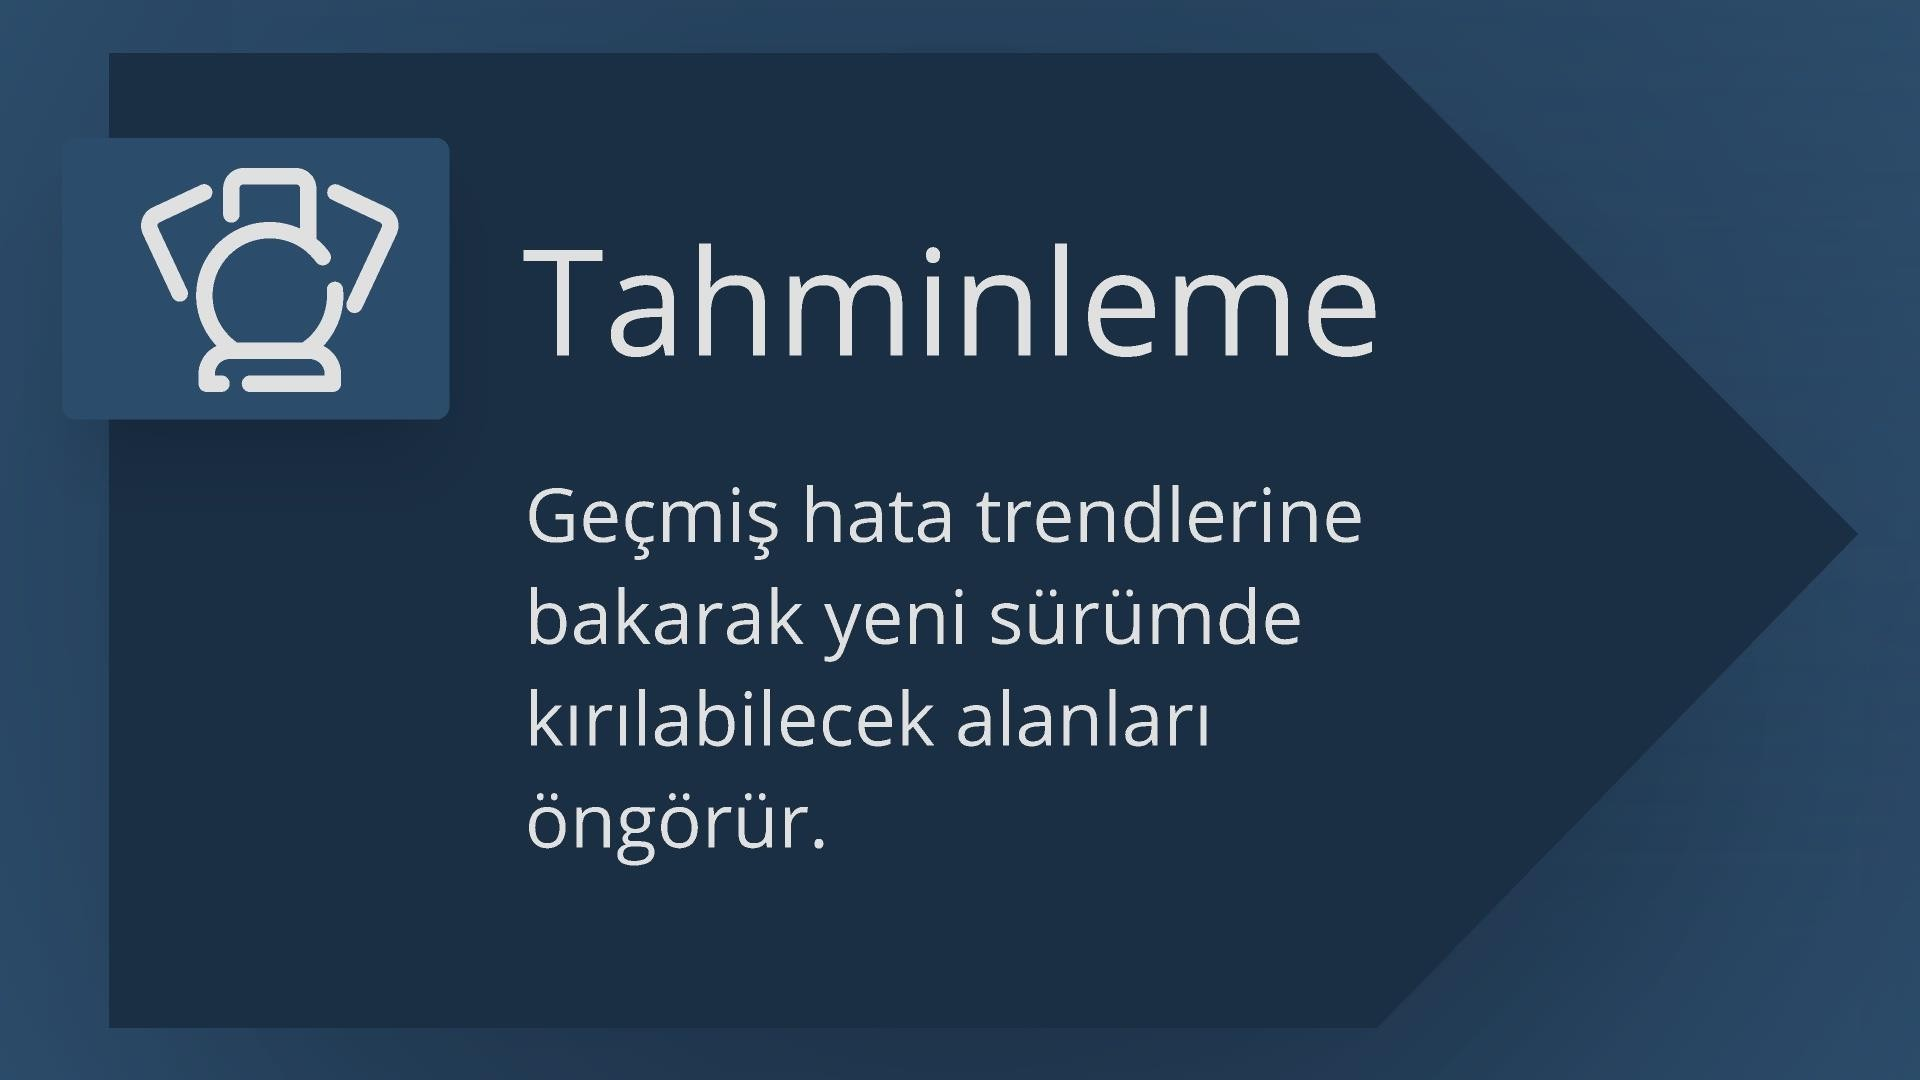 Tahminleme
Geçmiş hata trendlerine
bakarak yeni sürümde
kırılabilecek alanları
öngörür.